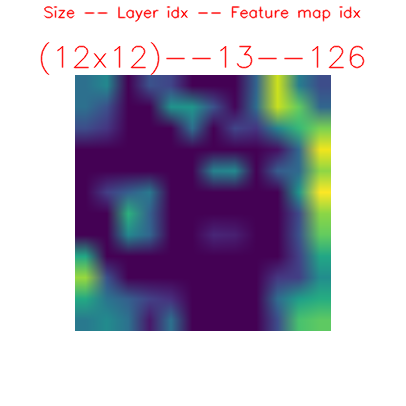 Size -- Layer idx -- Feature map idx
(12x12)--13--126